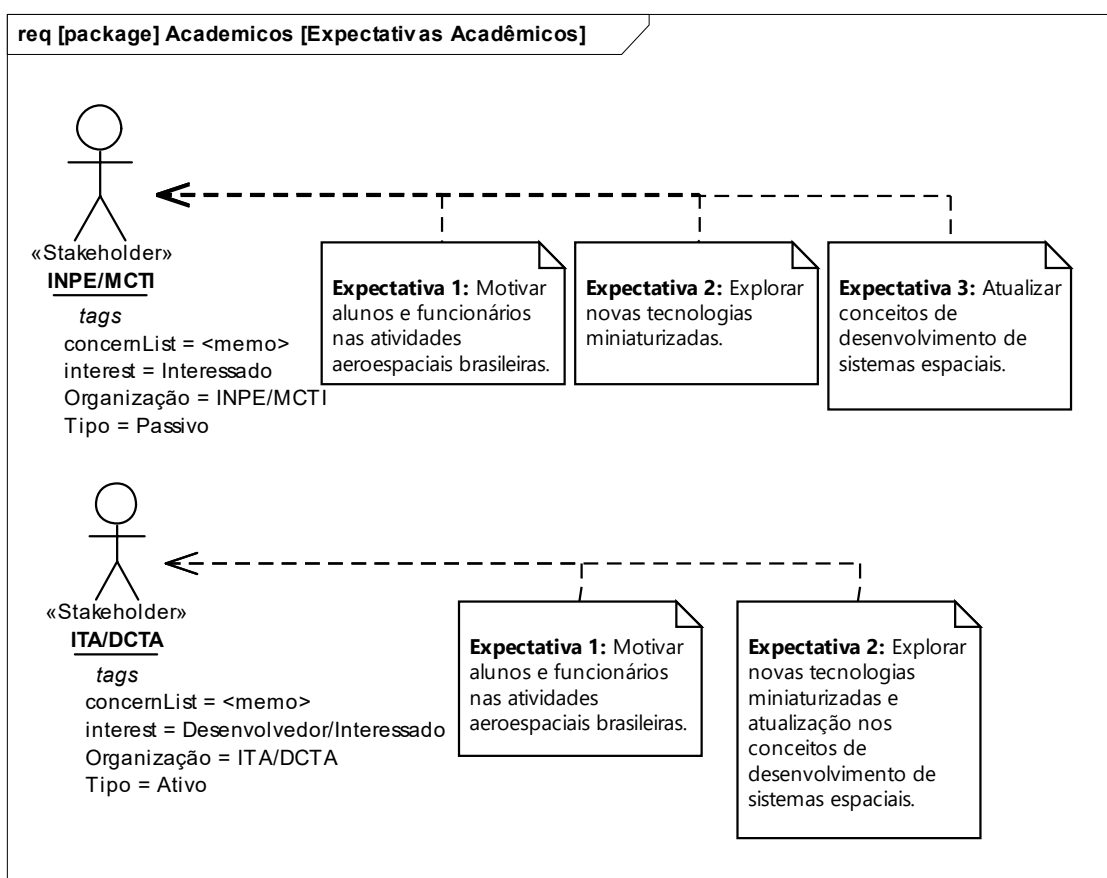 req [package] Academicos [Expectativas Acadêmicos]
«Stakeholder»
INPE/MCTI
tags
concernList = <memo>
interest = Interessado
Organização = INPE/MCTI
Tipo = Passivo
Expectativa 1: Motivar
alunos e funcionários
nas atividades
aeroespaciais brasileiras.
Expectativa 2: Explorar
novas tecnologias
miniaturizadas.
Expectativa 3: Atualizar
conceitos de
desenvolvimento de
sistemas espaciais.
«Stakeholder»
ITA/DCTA
tags
concernList = <memo>
interest = Desenvolvedor/Interessado
Organização = ITA/DCTA
Tipo = Ativo
Expectativa 1: Motivar
alunos e funcionários
nas atividades
aeroespaciais brasileiras.
Expectativa 2: Explorar
novas tecnologias
miniaturizadas e
atualização nos
conceitos de
desenvolvimento de
sistemas espaciais.